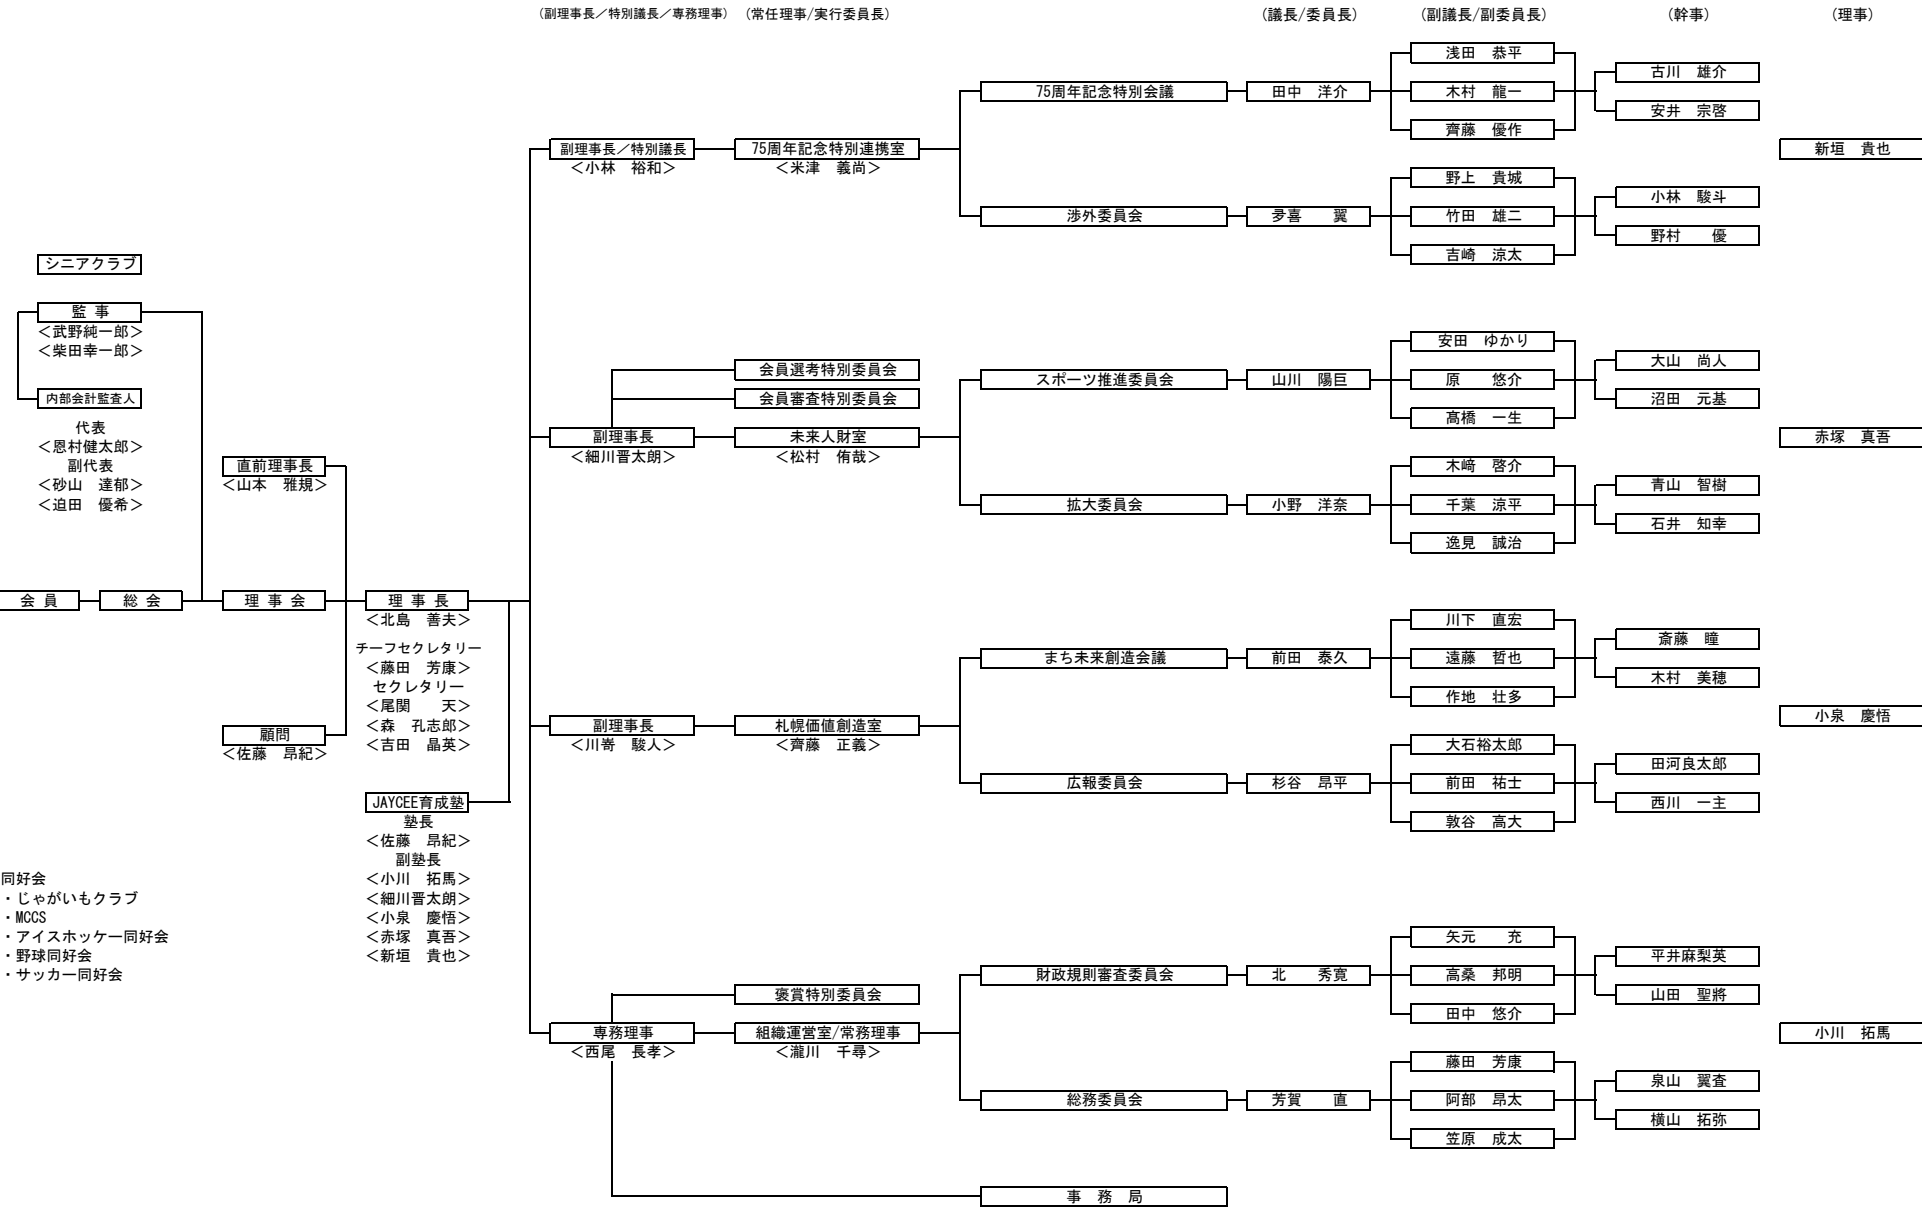 (副理事長／特別議長／専務理事)
(常任理事/実行委員長)
(議長/委員長)
(副議長/副委員長)
(幹事)
(理事)
シニアクラブ
監 事
＜武野純一郎＞
＜柴田幸一郎＞
内部会計監査人
代表
＜恩村健太郎＞
副代表
＜砂山　達郁＞
＜迫田　優希＞
会 員
総 会
理 事 会
直前理事長
＜山本　雅規＞
顧問
＜佐藤　昂紀＞
理 事 長
＜北島　善夫＞
チーフセクレタリー
＜藤田　芳康＞
セクレタリー
＜尾関　　天＞
＜森　孔志郎＞
＜吉田　晶英＞
JAYCEE育成塾
塾長
＜佐藤　昂紀＞
副塾長
＜小川　拓馬＞
＜細川晋太朗＞
＜小泉　慶悟＞
＜赤塚　真吾＞
＜新垣　貴也＞
同好会
・じゃがいもクラブ
・MCCS
・アイスホッケー同好会
・野球同好会
・サッカー同好会
副理事長／特別議長
＜小林　裕和＞
75周年記念特別連携室
＜米津　義尚＞
75周年記念特別会議
田中　洋介
浅田　恭平
木村　龍一
齊藤　優作
古川　雄介
安井　宗啓
新垣　貴也
渉外委員会
夛喜　　翼
野上　貴城
竹田　雄二
吉崎　涼太
小林　駿斗
野村　　優
会員選考特別委員会
会員審査特別委員会
副理事長
＜細川晋太朗＞
未来人財室
＜松村　侑哉＞
スポーツ推進委員会
山川　陽巨
安田　ゆかり
原　　悠介
髙橋　一生
大山　尚人
沼田　元基
赤塚　真吾
拡大委員会
小野　洋奈
木﨑　啓介
千葉　涼平
逸見　誠治
青山　智樹
石井　知幸
副理事長
＜川嵜　駿人＞
札幌価値創造室
＜齊藤　正義＞
まち未来創造会議
前田　泰久
川下　直宏
遠藤　哲也
作地　壮多
斎藤　瞳
木村　美穂
小泉　慶悟
広報委員会
杉谷　昂平
大石裕太郎
前田　祐士
敦谷　高大
田河良太郎
西川　一主
褒賞特別委員会
専務理事
＜西尾　長孝＞
組織運営室/常務理事
＜瀧川　千尋＞
財政規則審査委員会
北　　秀寛
矢元　　充
高桑　邦明
田中　悠介
平井麻梨英
山田　聖將
小川　拓馬
総務委員会
芳賀　　直
藤田　芳康
阿部　昂太
笠原　成太
泉山　翼査
横山　拓弥
事　務　局